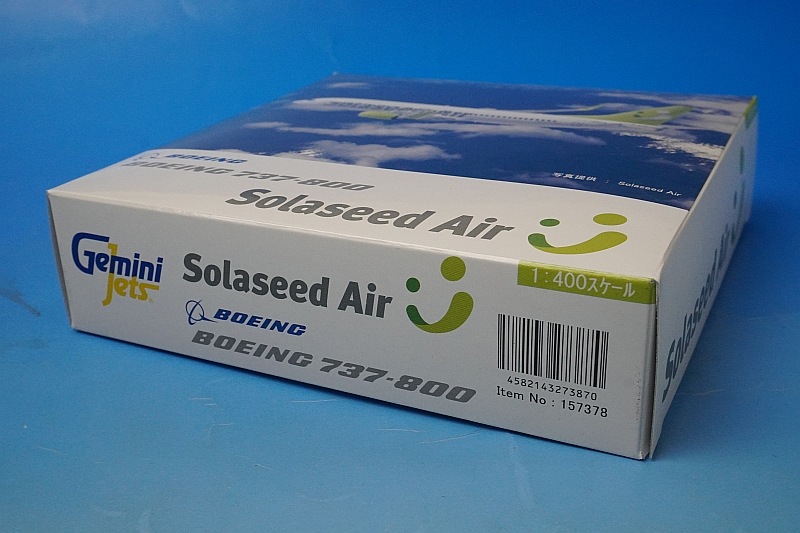 BOEING
BOEING 737-800
写真提供 : Solaseed Air
Solaseed Air
Gemini Jets
Solaseed Air
BOEING
BOEING 737-800
1:400スケール
4582143273870
Item No : 157378
Solaseed Air